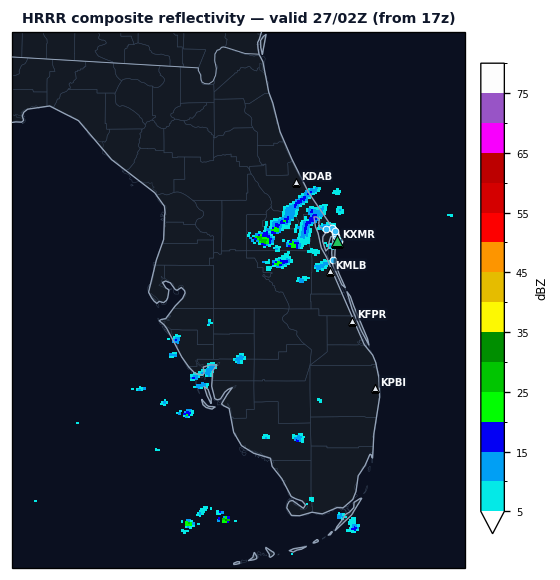 HRRR composite reflectivity — valid 27/02Z (from 17z)
KDAB
KXMR
KMLB
KFPR
KPBI
75
65
55
45
35
25
15
5
dBZ